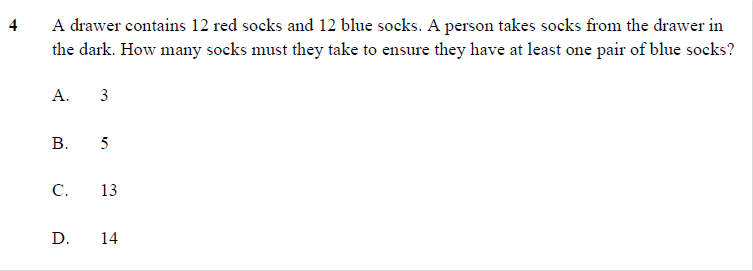 4 A drawer contains 12 red socks and 12 blue socks. A person takes socks from the drawer in
the dark. How many socks must they take to ensure they have at least one pair of blue socks?
A. 3
B. 5
C. 13
D. 14